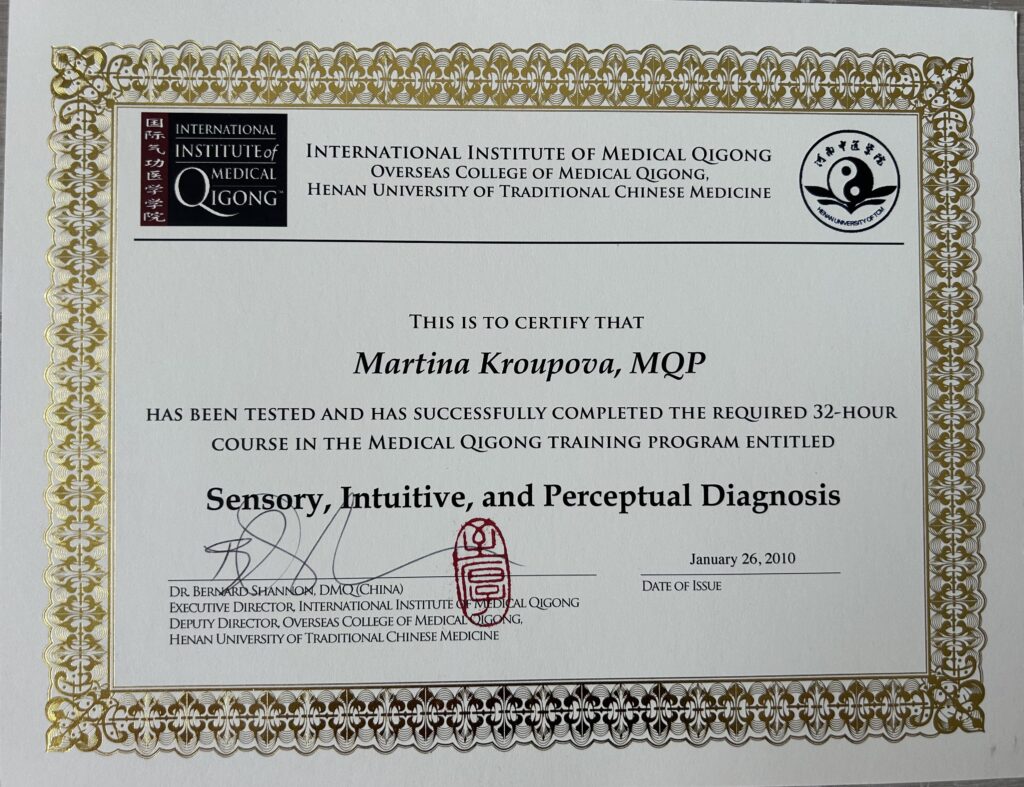 国际气功医学学院
INTERNATIONAL
INSTITUTE of
MEDICAL
QIGONG™
INTERNATIONAL INSTITUTE OF MEDICAL QIGONG
OVERSEAS COLLEGE OF MEDICAL QIGONG,
HENAN UNIVERSITY OF TRADITIONAL CHINESE MEDICINE
河南中医学院
HENAN UNIVERSITY OF TCM
THIS IS TO CERTIFY THAT
Martina Kroupova, MQP
HAS BEEN TESTED AND HAS SUCCESSFULLY COMPLETED THE REQUIRED 32-HOUR
COURSE IN THE MEDICAL QIGONG TRAINING PROGRAM ENTITLED
Sensory, Intuitive, and Perceptual Diagnosis
January 26, 2010
DATE OF ISSUE
DR. BERNARD SHANNON, DMQ (CHINA)
EXECUTIVE DIRECTOR, INTERNATIONAL INSTITUTE OF MEDICAL QIGONG
DEPUTY DIRECTOR, OVERSEAS COLLEGE OF MEDICAL QIGONG,
HENAN UNIVERSITY OF TRADITIONAL CHINESE MEDICINE